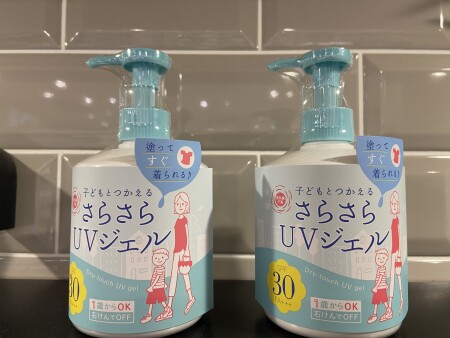 塗って
すぐ
着られる♪
子どもとつかえる
さらさら
UVジェル
Dry-touch UV gel
30
1歳からOK
石けんでOFF
塗って
すぐ
着られる♪
子どもとつかえる
さらさら
UVジェル
Dry-touch UV gel
SPF
30
PA+++
1歳からOK
石けんでOFF